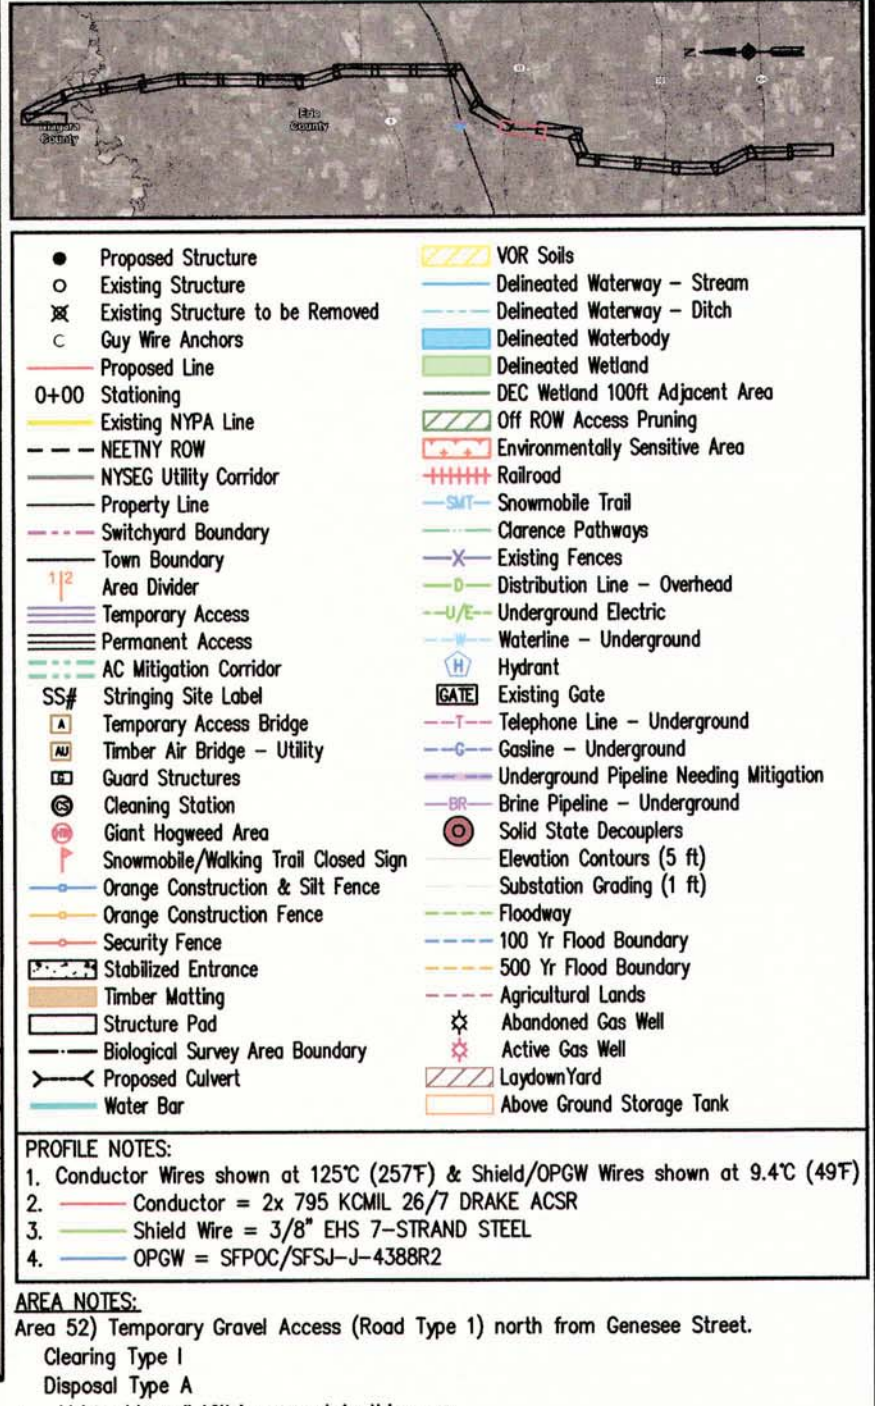 Niagara
County
Erie
County
N
Proposed Structure
Existing Structure
Existing Structure to be Removed
C Guy Wire Anchors
Proposed Line
0+00 Stationing
Existing NYPA Line
NEETNY ROW
NYSEG Utility Corridor
Property Line
Switchyard Boundary
Town Boundary
1|2 Area Divider
Temporary Access
Permanent Access
AC Mitigation Corridor
SS# Stringing Site Label
A Temporary Access Bridge
AU Timber Air Bridge – Utility
G Guard Structures
CS Cleaning Station
Giant Hogweed Area
Snowmobile/Walking Trail Closed Sign
Orange Construction & Silt Fence
Orange Construction Fence
Security Fence
Stabilized Entrance
Timber Matting
Structure Pad
Biological Survey Area Boundary
Proposed Culvert
Water Bar
VOR Soils
Delineated Waterway – Stream
Delineated Waterway – Ditch
Delineated Waterbody
Delineated Wetland
DEC Wetland 100ft Adjacent Area
Off ROW Access Pruning
Environmentally Sensitive Area
Railroad
SMT Snowmobile Trail
Clarence Pathways
X Existing Fences
D Distribution Line – Overhead
U/E Underground Electric
W Waterline – Underground
H Hydrant
GATE Existing Gate
T Telephone Line – Underground
G Gasline – Underground
Underground Pipeline Needing Mitigation
BR Brine Pipeline – Underground
Solid State Decouplers
Elevation Contours (5 ft)
Substation Grading (1 ft)
Floodway
100 Yr Flood Boundary
500 Yr Flood Boundary
Agricultural Lands
Abandoned Gas Well
Active Gas Well
LaydownYard
Above Ground Storage Tank
PROFILE NOTES:
1. Conductor Wires shown at 125℃ (257℉) & Shield/OPGW Wires shown at 9.4℃ (49℉)
2. Conductor = 2x 795 KCMIL 26/7 DRAKE ACSR
3. Shield Wire = 3/8" EHS 7-STRAND STEEL
4. OPGW = SFPOC/SFSJ-J-4388R2
AREA NOTES:
Area 52) Temporary Gravel Access (Road Type 1) north from Genesee Street.
Clearing Type I
Disposal Type A